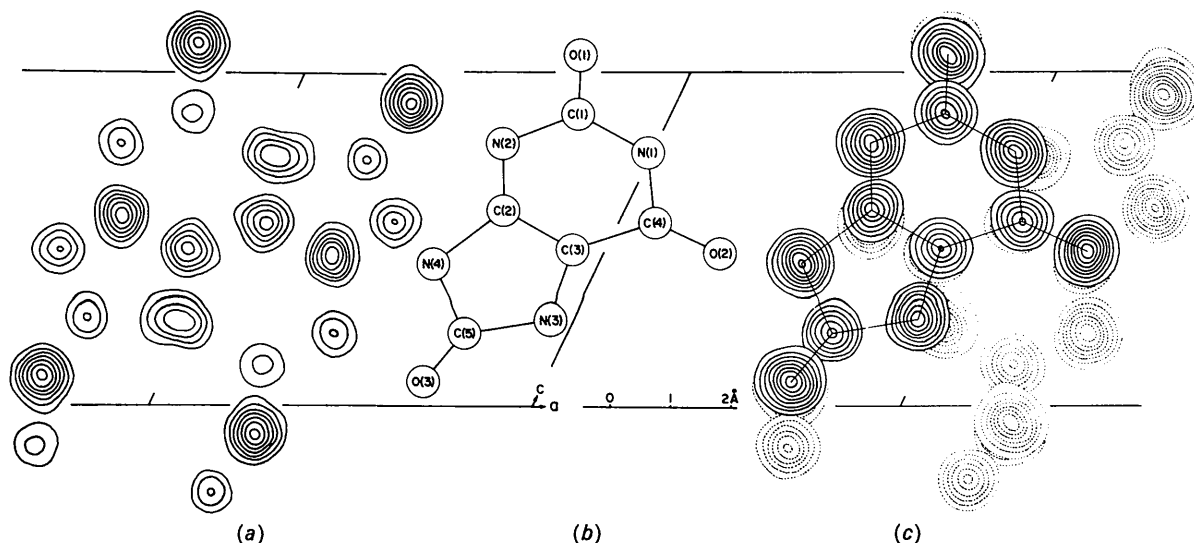 O(1)
C(1)
N(2)
N(1)
C(2)
C(4)
C(3)
O(2)
N(4)
N(3)
C(5)
O(3)
c
a
0 1 2Å
(a) (b) (c)